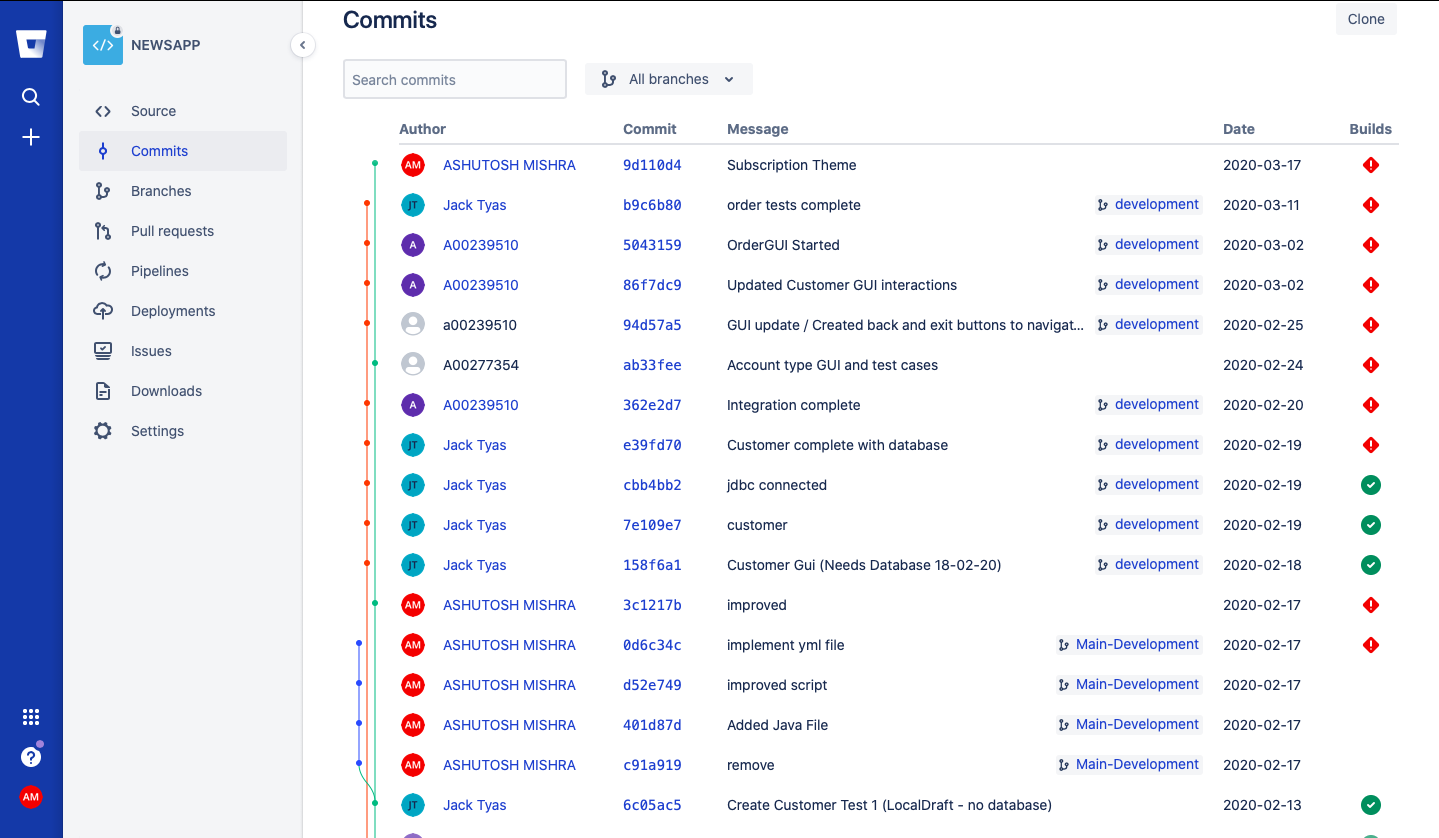 NEWSAPP
Source
Commits
Branches
Pull requests
Pipelines
Deployments
Issues
Downloads
Settings
AM
Commits
Clone
Search commits
All branches
Author Commit Message Date Builds
AM ASHUTOSH MISHRA 9d110d4 Subscription Theme 2020-03-17
JT Jack Tyas b9c6b80 order tests complete development 2020-03-11
A A00239510 5043159 OrderGUI Started development 2020-03-02
A A00239510 86f7dc9 Updated Customer GUI interactions development 2020-03-02
a00239510 94d57a5 GUI update / Created back and exit buttons to navigat... development 2020-02-25
A00277354 ab33fee Account type GUI and test cases 2020-02-24
A A00239510 362e2d7 Integration complete development 2020-02-20
JT Jack Tyas e39fd70 Customer complete with database development 2020-02-19
JT Jack Tyas cbb4bb2 jdbc connected development 2020-02-19
JT Jack Tyas 7e109e7 customer development 2020-02-19
JT Jack Tyas 158f6a1 Customer Gui (Needs Database 18-02-20) development 2020-02-18
AM ASHUTOSH MISHRA 3c1217b improved 2020-02-17
AM ASHUTOSH MISHRA 0d6c34c implement yml file Main-Development 2020-02-17
AM ASHUTOSH MISHRA d52e749 improved script Main-Development 2020-02-17
AM ASHUTOSH MISHRA 401d87d Added Java File Main-Development 2020-02-17
AM ASHUTOSH MISHRA c91a919 remove Main-Development 2020-02-17
JT Jack Tyas 6c05ac5 Create Customer Test 1 (LocalDraft - no database) 2020-02-13